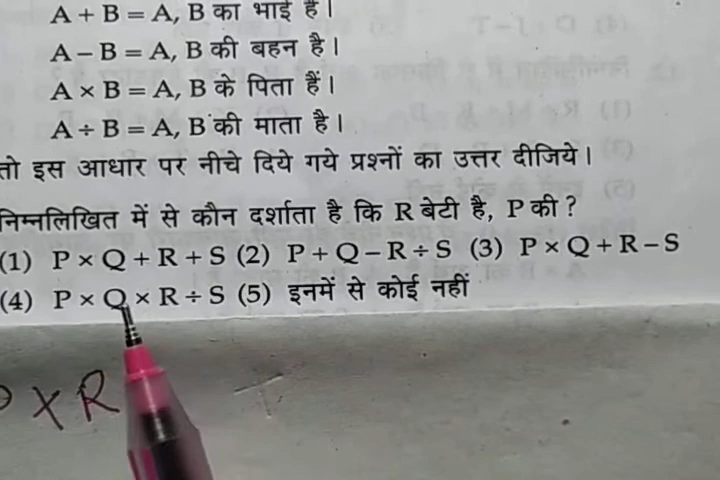 A + B = A, B का भाई है।
A – B = A, B की बहन है।
A × B = A, B के पिता हैं।
A ÷ B = A, B की माता है।
तो इस आधार पर नीचे दिये गये प्रश्नों का उत्तर दीजिये।
निम्नलिखित में से कौन दर्शाता है कि R बेटी है, P की ?
(1) P × Q + R + S (2) P + Q – R ÷ S (3) P × Q + R – S
(4) P × Q × R ÷ S (5) इनमें से कोई नहीं
P × R